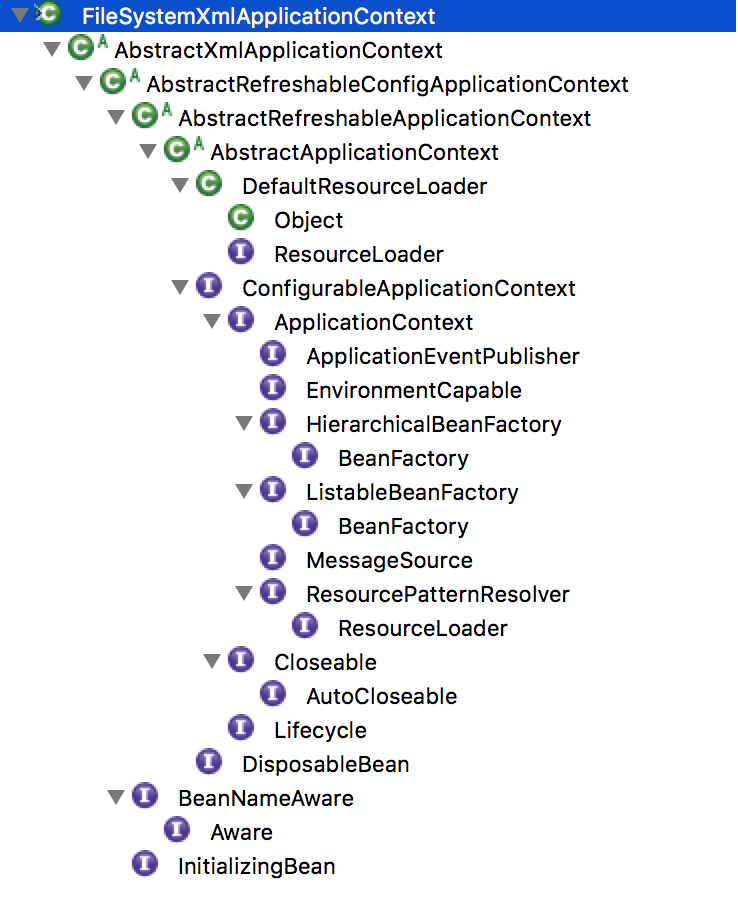 FileSystemXmlApplicationContext
AbstractXmlApplicationContext
AbstractRefreshableConfigApplicationContext
AbstractRefreshableApplicationContext
AbstractApplicationContext
DefaultResourceLoader
Object
ResourceLoader
ConfigurableApplicationContext
ApplicationContext
ApplicationEventPublisher
EnvironmentCapable
HierarchicalBeanFactory
BeanFactory
ListableBeanFactory
BeanFactory
MessageSource
ResourcePatternResolver
ResourceLoader
Closeable
AutoCloseable
Lifecycle
DisposableBean
BeanNameAware
Aware
InitializingBean